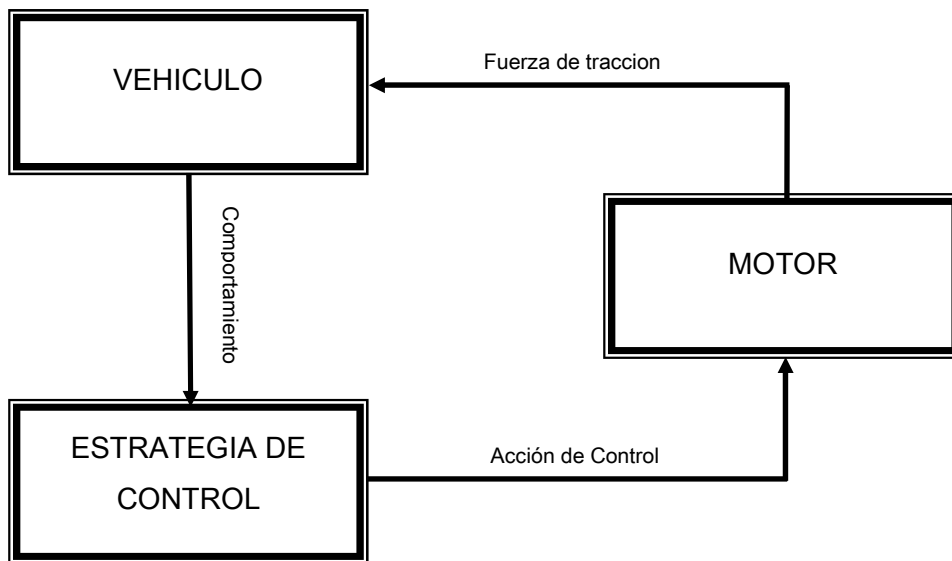 VEHICULO
Fuerza de traccion
Comportamiento
MOTOR
ESTRATEGIA DE
CONTROL
Acción de Control